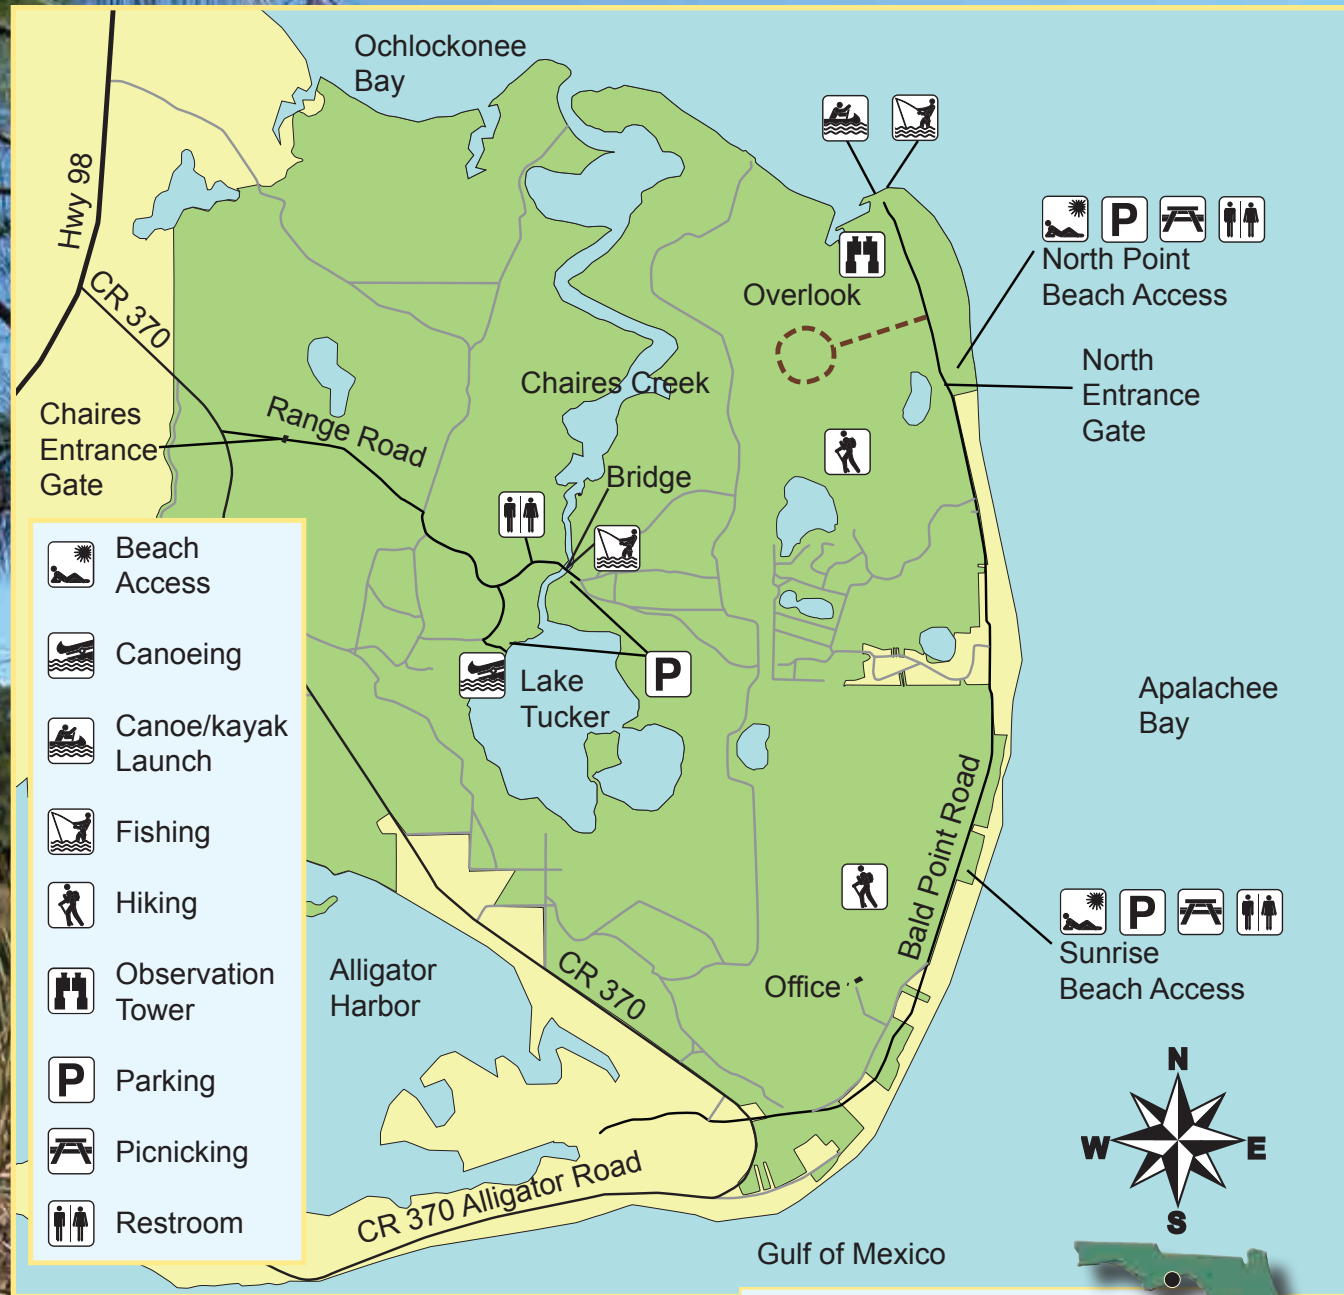 Ochlockonee
Bay
Hwy 98
CR 370
P
North Point
Beach Access
Overlook
North
Entrance
Gate
Chaires Creek
Chaires
Entrance
Gate
Range Road
Bridge
Beach
Access
Canoeing
Canoe/kayak
Launch
Fishing
Hiking
Observation
Tower
P
Parking
Picnicking
Restroom
P
Lake
Tucker
Apalachee
Bay
Bald Point Road
P
Sunrise
Beach Access
Alligator
Harbor
CR 370
Office
N
W
E
S
CR 370 Alligator Road
Gulf of Mexico